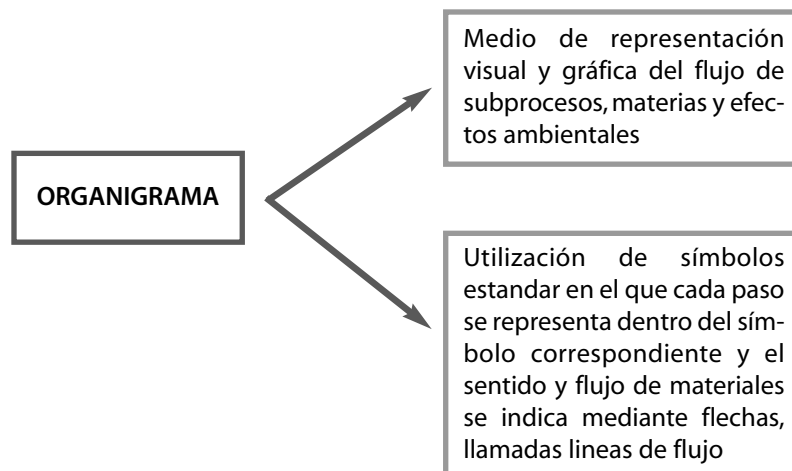 ORGANIGRAMA
Medio de representación
visual y gráfica del flujo de
subprocesos, materias y efec-
tos ambientales
Utilización de símbolos
estandar en el que cada paso
se representa dentro del sím-
bolo correspondiente y el
sentido y flujo de materiales
se indica mediante flechas,
llamadas lineas de flujo